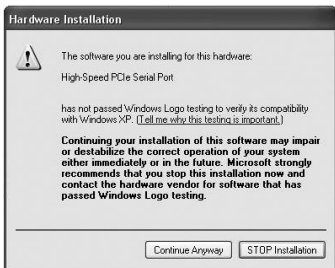 Hardware Installation
The software you are installing for this hardware:
High-Speed PCIe Serial Port
has not passed Windows Logo testing to verify its compatibility
with Windows XP. (Tell me why this testing is important.)
Continuing your installation of this software may impair
or destabilize the correct operation of your system
either immediately or in the future. Microsoft strongly
recommends that you stop this installation now and
contact the hardware vendor for software that has
passed Windows Logo testing.
Continue Anyway
STOP Installation